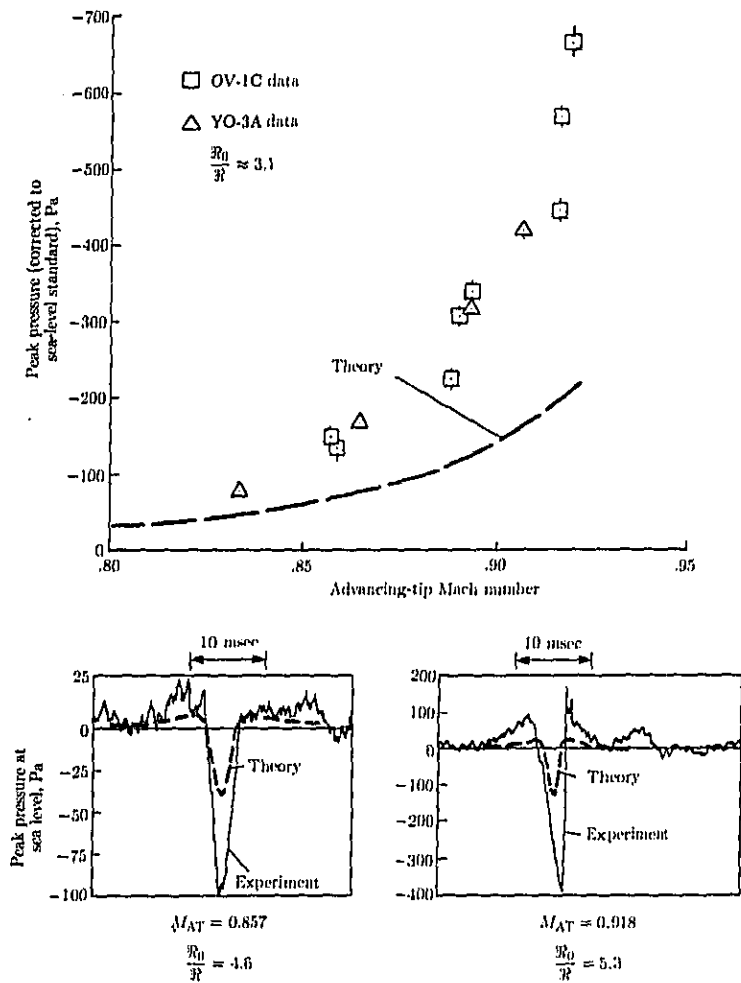 -700
-600
-500
-400
-300
-200
-100
0
Peak pressure (corrected to
sea-level standard), Pa
OV-1C data
YO-3A data
ℜ₀/ℜ ≈ 3.1
Theory
.80
.85
.90
.95
Advancing-tip Mach number
10 msec
25
0
-25
-50
-75
-100
Peak pressure at
sea level, Pa
Theory
Experiment
M_AT = 0.857
ℜ₀/ℜ = 4.6
10 msec
200
100
0
-100
-200
-300
-400
Theory
Experiment
M_AT = 0.918
ℜ₀/ℜ = 5.3